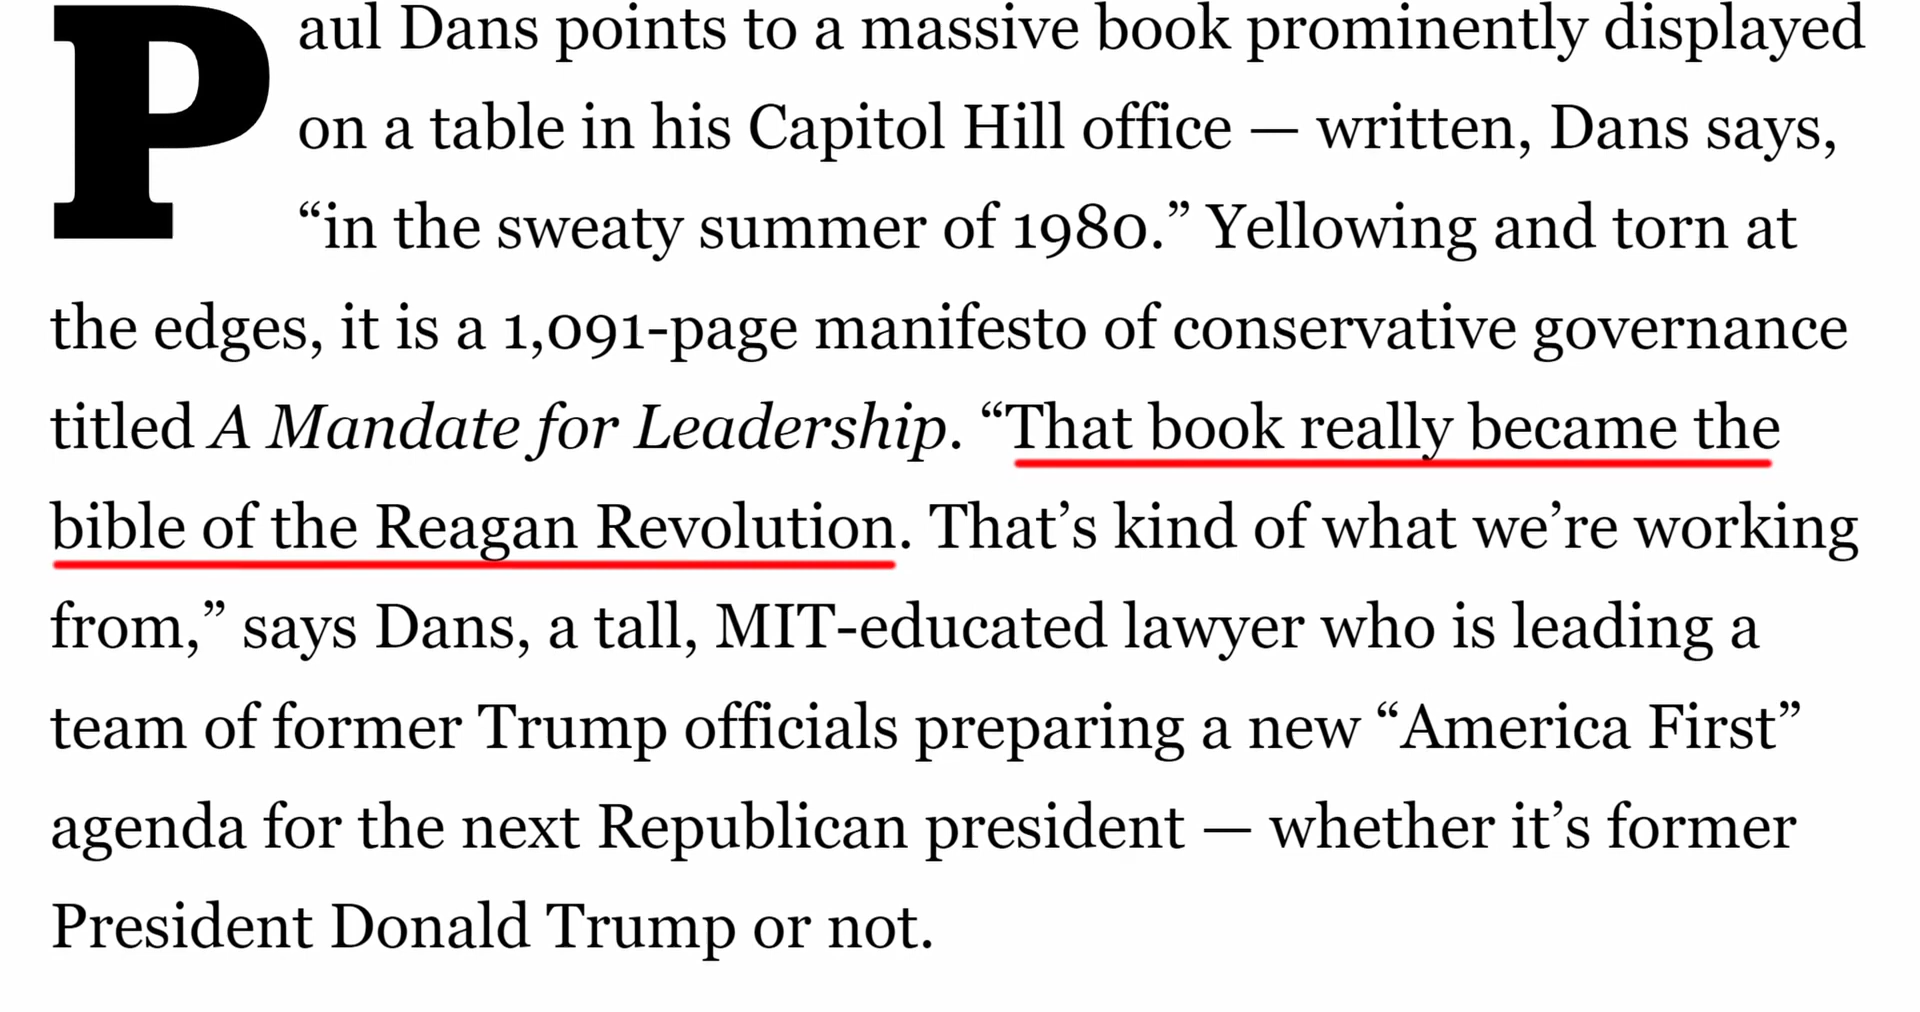 Paul Dans points to a massive book prominently displayed
on a table in his Capitol Hill office — written, Dans says,
“in the sweaty summer of 1980.” Yellowing and torn at
the edges, it is a 1,091-page manifesto of conservative governance
titled A Mandate for Leadership. “That book really became the
bible of the Reagan Revolution. That’s kind of what we’re working
from,” says Dans, a tall, MIT-educated lawyer who is leading a
team of former Trump officials preparing a new “America First”
agenda for the next Republican president — whether it’s former
President Donald Trump or not.